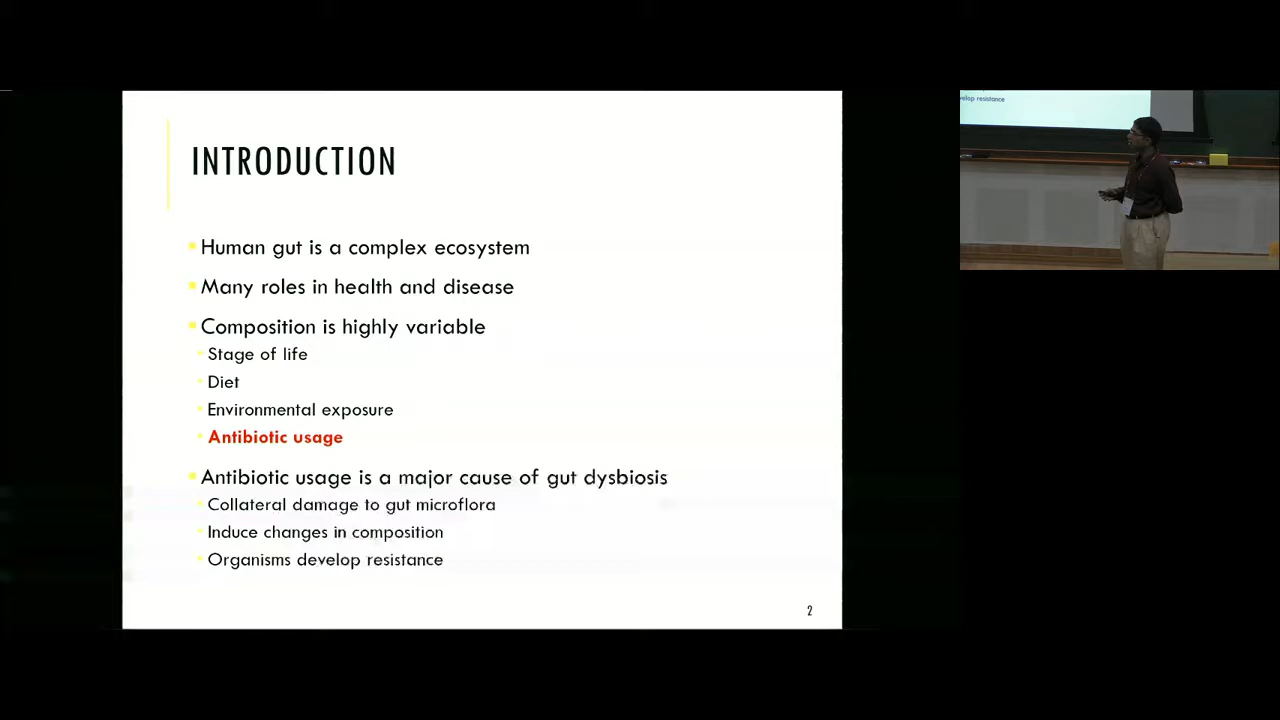 INTRODUCTION
Human gut is a complex ecosystem
Many roles in health and disease
Composition is highly variable
Stage of life
Diet
Environmental exposure
Antibiotic usage
Antibiotic usage is a major cause of gut dysbiosis
Collateral damage to gut microflora
Induce changes in composition
Organisms develop resistance
2
velop resistance